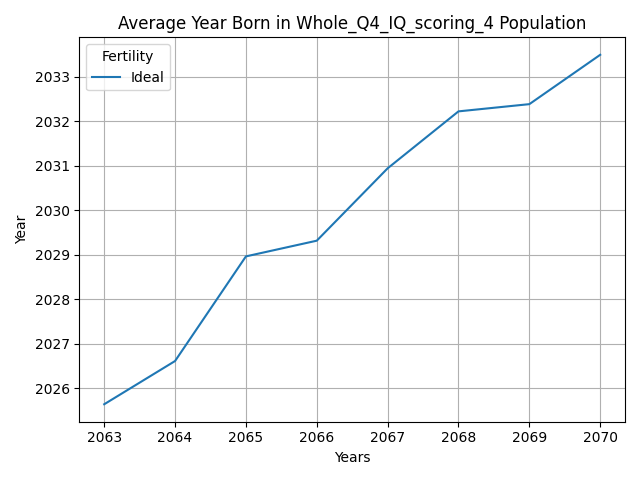 Average Year Born in Whole_Q4_IQ_scoring_4 Population
Fertility
Ideal
2033
2032
2031
2030
2029
2028
2027
2026
Year
2063 2064 2065 2066 2067 2068 2069 2070
Years